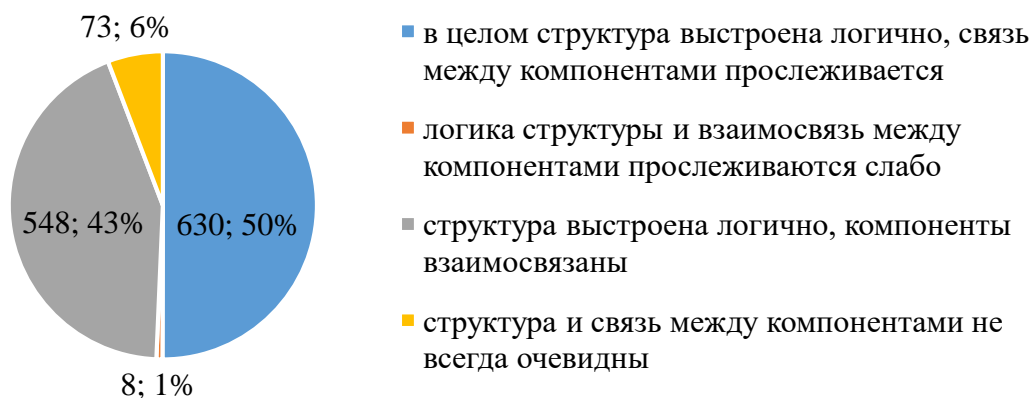 73; 6%
548; 43%
630; 50%
8; 1%
в целом структура выстроена логично, связь
между компонентами прослеживается
логика структуры и взаимосвязь между
компонентами прослеживаются слабо
структура выстроена логично, компоненты
взаимосвязаны
структура и связь между компонентами не
всегда очевидны